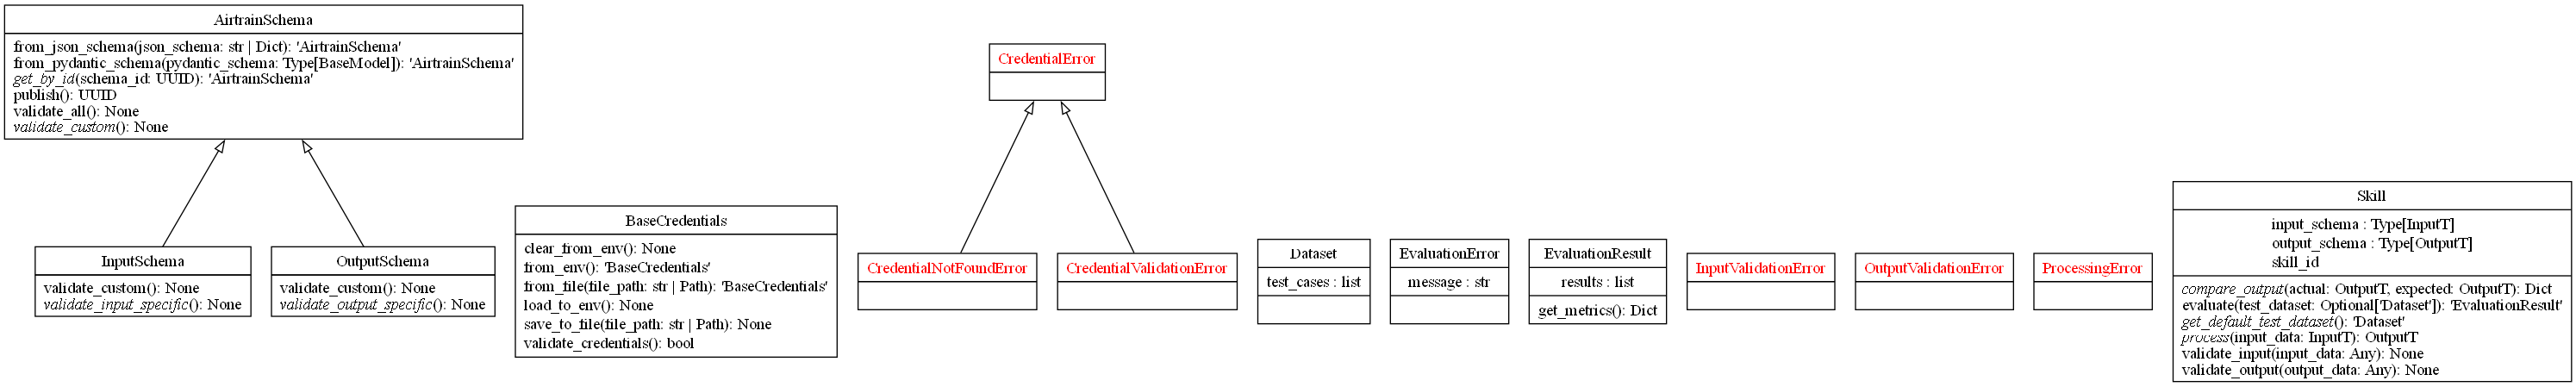 AirtrainSchema
from_json_schema(json_schema: str | Dict): 'AirtrainSchema'
from_pydantic_schema(pydantic_schema: Type[BaseModel]): 'AirtrainSchema'
get_by_id(schema_id: UUID): 'AirtrainSchema'
publish(): UUID
validate_all(): None
validate_custom(): None
InputSchema
validate_custom(): None
validate_input_specific(): None
OutputSchema
validate_custom(): None
validate_output_specific(): None
BaseCredentials
clear_from_env(): None
from_env(): 'BaseCredentials'
from_file(file_path: str | Path): 'BaseCredentials'
load_to_env(): None
save_to_file(file_path: str | Path): None
validate_credentials(): bool
CredentialError
CredentialNotFoundError
CredentialValidationError
Dataset
test_cases : list
EvaluationError
message : str
EvaluationResult
results : list
get_metrics(): Dict
InputValidationError
OutputValidationError
ProcessingError
Skill
input_schema : Type[InputT]
output_schema : Type[OutputT]
skill_id
compare_output(actual: OutputT, expected: OutputT): Dict
evaluate(test_dataset: Optional['Dataset']): 'EvaluationResult'
get_default_test_dataset(): 'Dataset'
process(input_data: InputT): OutputT
validate_input(input_data: Any): None
validate_output(output_data: Any): None